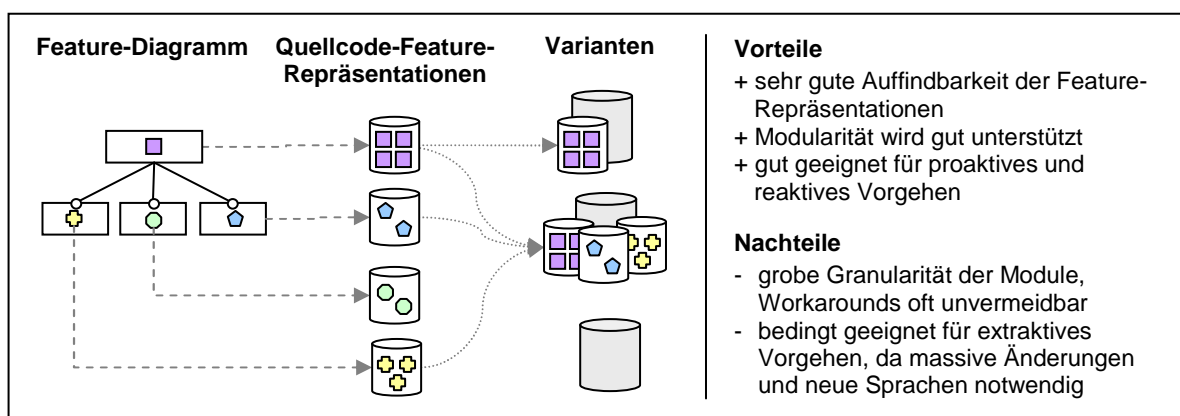 Feature-Diagramm
Quellcode-Feature-
Repräsentationen
Varianten
Vorteile
+ sehr gute Auffindbarkeit der Feature-
Repräsentationen
+ Modularität wird gut unterstützt
+ gut geeignet für proaktives und
reaktives Vorgehen
Nachteile
- grobe Granularität der Module,
Workarounds oft unvermeidbar
- bedingt geeignet für extraktives
Vorgehen, da massive Änderungen
und neue Sprachen notwendig